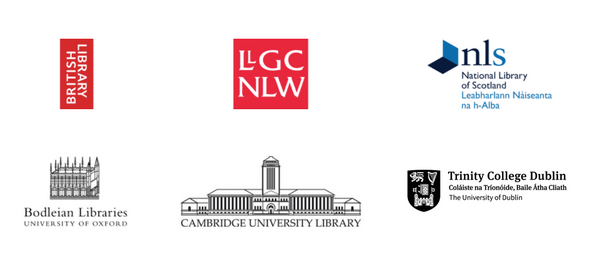 LIBRARY
BRITISH
LLGC
NLW
nls
National Library
of Scotland
Leabharlann Nàiseanta
na h-Alba
Bodleian Libraries
UNIVERSITY OF OXFORD
CAMBRIDGE UNIVERSITY LIBRARY
Trinity College Dublin
Coláiste na Tríonóide, Baile Átha Cliath
The University of Dublin